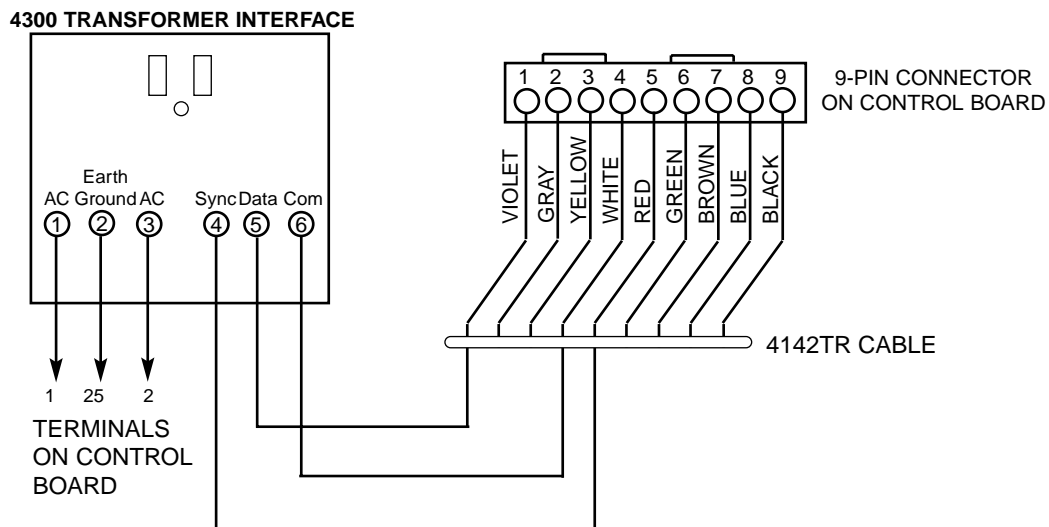 4300 TRANSFORMER INTERFACE
1 2 3 4 5 6 7 8 9
9-PIN CONNECTOR
ON CONTROL BOARD
VIOLET
GRAY
YELLOW
WHITE
RED
GREEN
BROWN
BLUE
BLACK
Earth
AC Ground AC Sync Data Com
1 2 3 4 5 6
4142TR CABLE
1 25 2
TERMINALS
ON CONTROL
BOARD